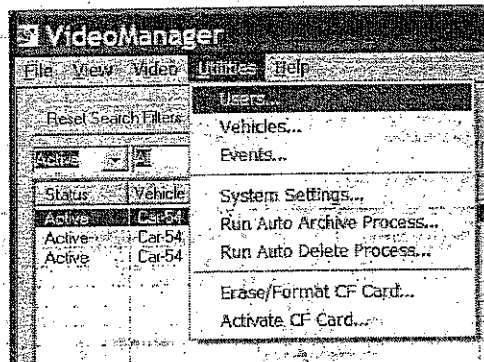 VideoManager
File View Video Utilities Help
Users...
Reset Search Filters
Vehicles...
Events...
Active All
Status Vehicle
System Settings...
Active Car-54
Run Auto Archive Process...
Active Car-54
Run Auto Delete Process...
Active Car-54
Erase/Format CF Card...
Activate CF Card...